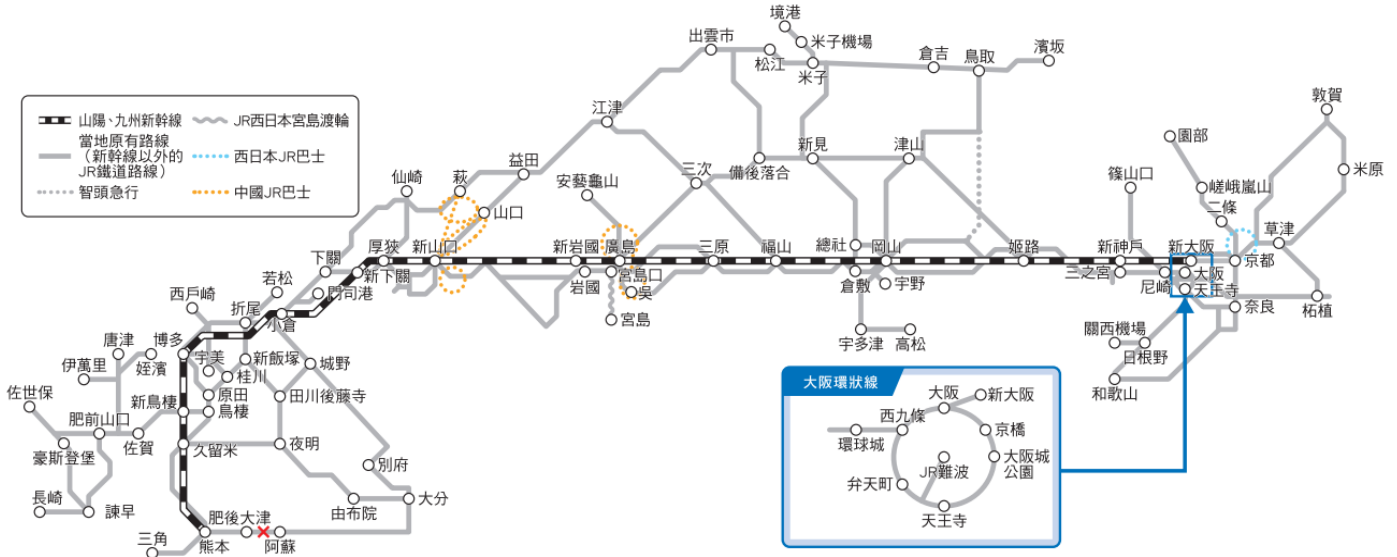 境港
米子機場
出雲市
松江
米子
倉吉
鳥取
濱坂
敦賀
山陽、九州新幹線
當地原有路線
（新幹線以外的
JR鐵道路線）
智頭急行
JR西日本宮島渡輪
西日本JR巴士
中國JR巴士
江津
益田
仙崎
萩
山口
安藝龜山
三次
備後落合
新見
津山
園部
篠山口
嵯峨嵐山
二條
草津
米原
下關
厚狹
新山口
新岩國
廣島
三原
福山
總社
岡山
姬路
新神戶
新大阪
京都
新下關
岩國
宮島口
吳
宮島
倉敷
宇野
三之宮
尼崎
大阪
天王寺
奈良
柘植
宇多津
高松
關西機場
日根野
和歌山
西戶崎
若松
門司港
折尾
小倉
唐津
伊萬里
姪濱
博多
宇美
新飯塚
城野
桂川
原田
田川後藤寺
佐世保
肥前山口
新鳥棲
鳥棲
佐賀
豪斯登堡
久留米
夜明
別府
長崎
諫早
由布院
大分
肥後大津
三角
熊本
阿蘇
大阪環狀線
大阪
新大阪
西九條
京橋
環球城
JR難波
大阪城
公園
弁天町
天王寺